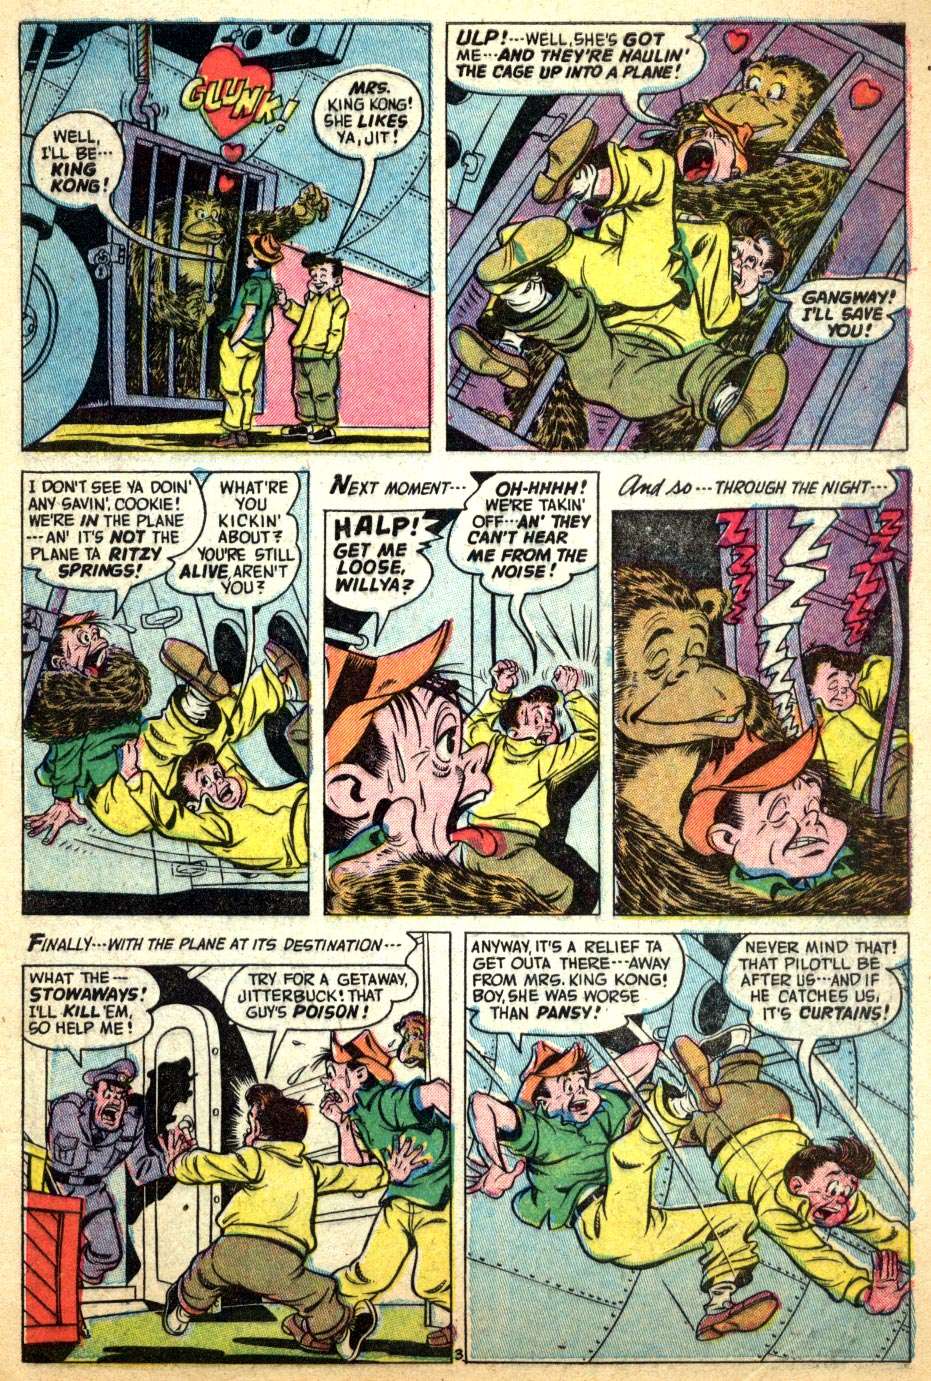 WELL,
I'LL BE---
KING
KONG!
GLUNK!
MRS.
KING KONG!
SHE LIKES
YA, JIT!
ULP!---WELL, SHE'S GOT
ME---AND THEY'RE HAULIN'
THE CAGE UP INTO A PLANE!
GANGWAY!
I'LL SAVE
YOU!
I DON'T SEE YA DOIN'
ANY SAVIN', COOKIE!
WE'RE IN THE PLANE
---AN' IT'S NOT THE
PLANE TA RITZY
SPRINGS!
WHAT'RE
YOU
KICKIN'
ABOUT?
YOU'RE STILL
ALIVE, AREN'T
YOU?
NEXT MOMENT---
HALP!
GET ME
LOOSE,
WILLYA?
OH-HHHH!
WE'RE TAKIN'
OFF---AN' THEY
CAN'T HEAR
ME FROM THE
NOISE!
And so---THROUGH THE NIGHT---
ZZZZ
ZZZZ
ZZZZ
FINALLY---WITH THE PLANE AT ITS DESTINATION---
WHAT THE--
STOWAWAYS!
I'LL KILL 'EM,
SO HELP ME!
TRY FOR A GETAWAY,
JITTERBUCK! THAT
GUY'S POISON!
ANYWAY, IT'S A RELIEF TA
GET OUTA THERE---AWAY
FROM MRS. KING KONG!
BOY, SHE WAS WORSE
THAN PANSY!
NEVER MIND THAT!
THAT PILOT'LL BE
AFTER US---AND IF
HE CATCHES US,
IT'S CURTAINS!
3